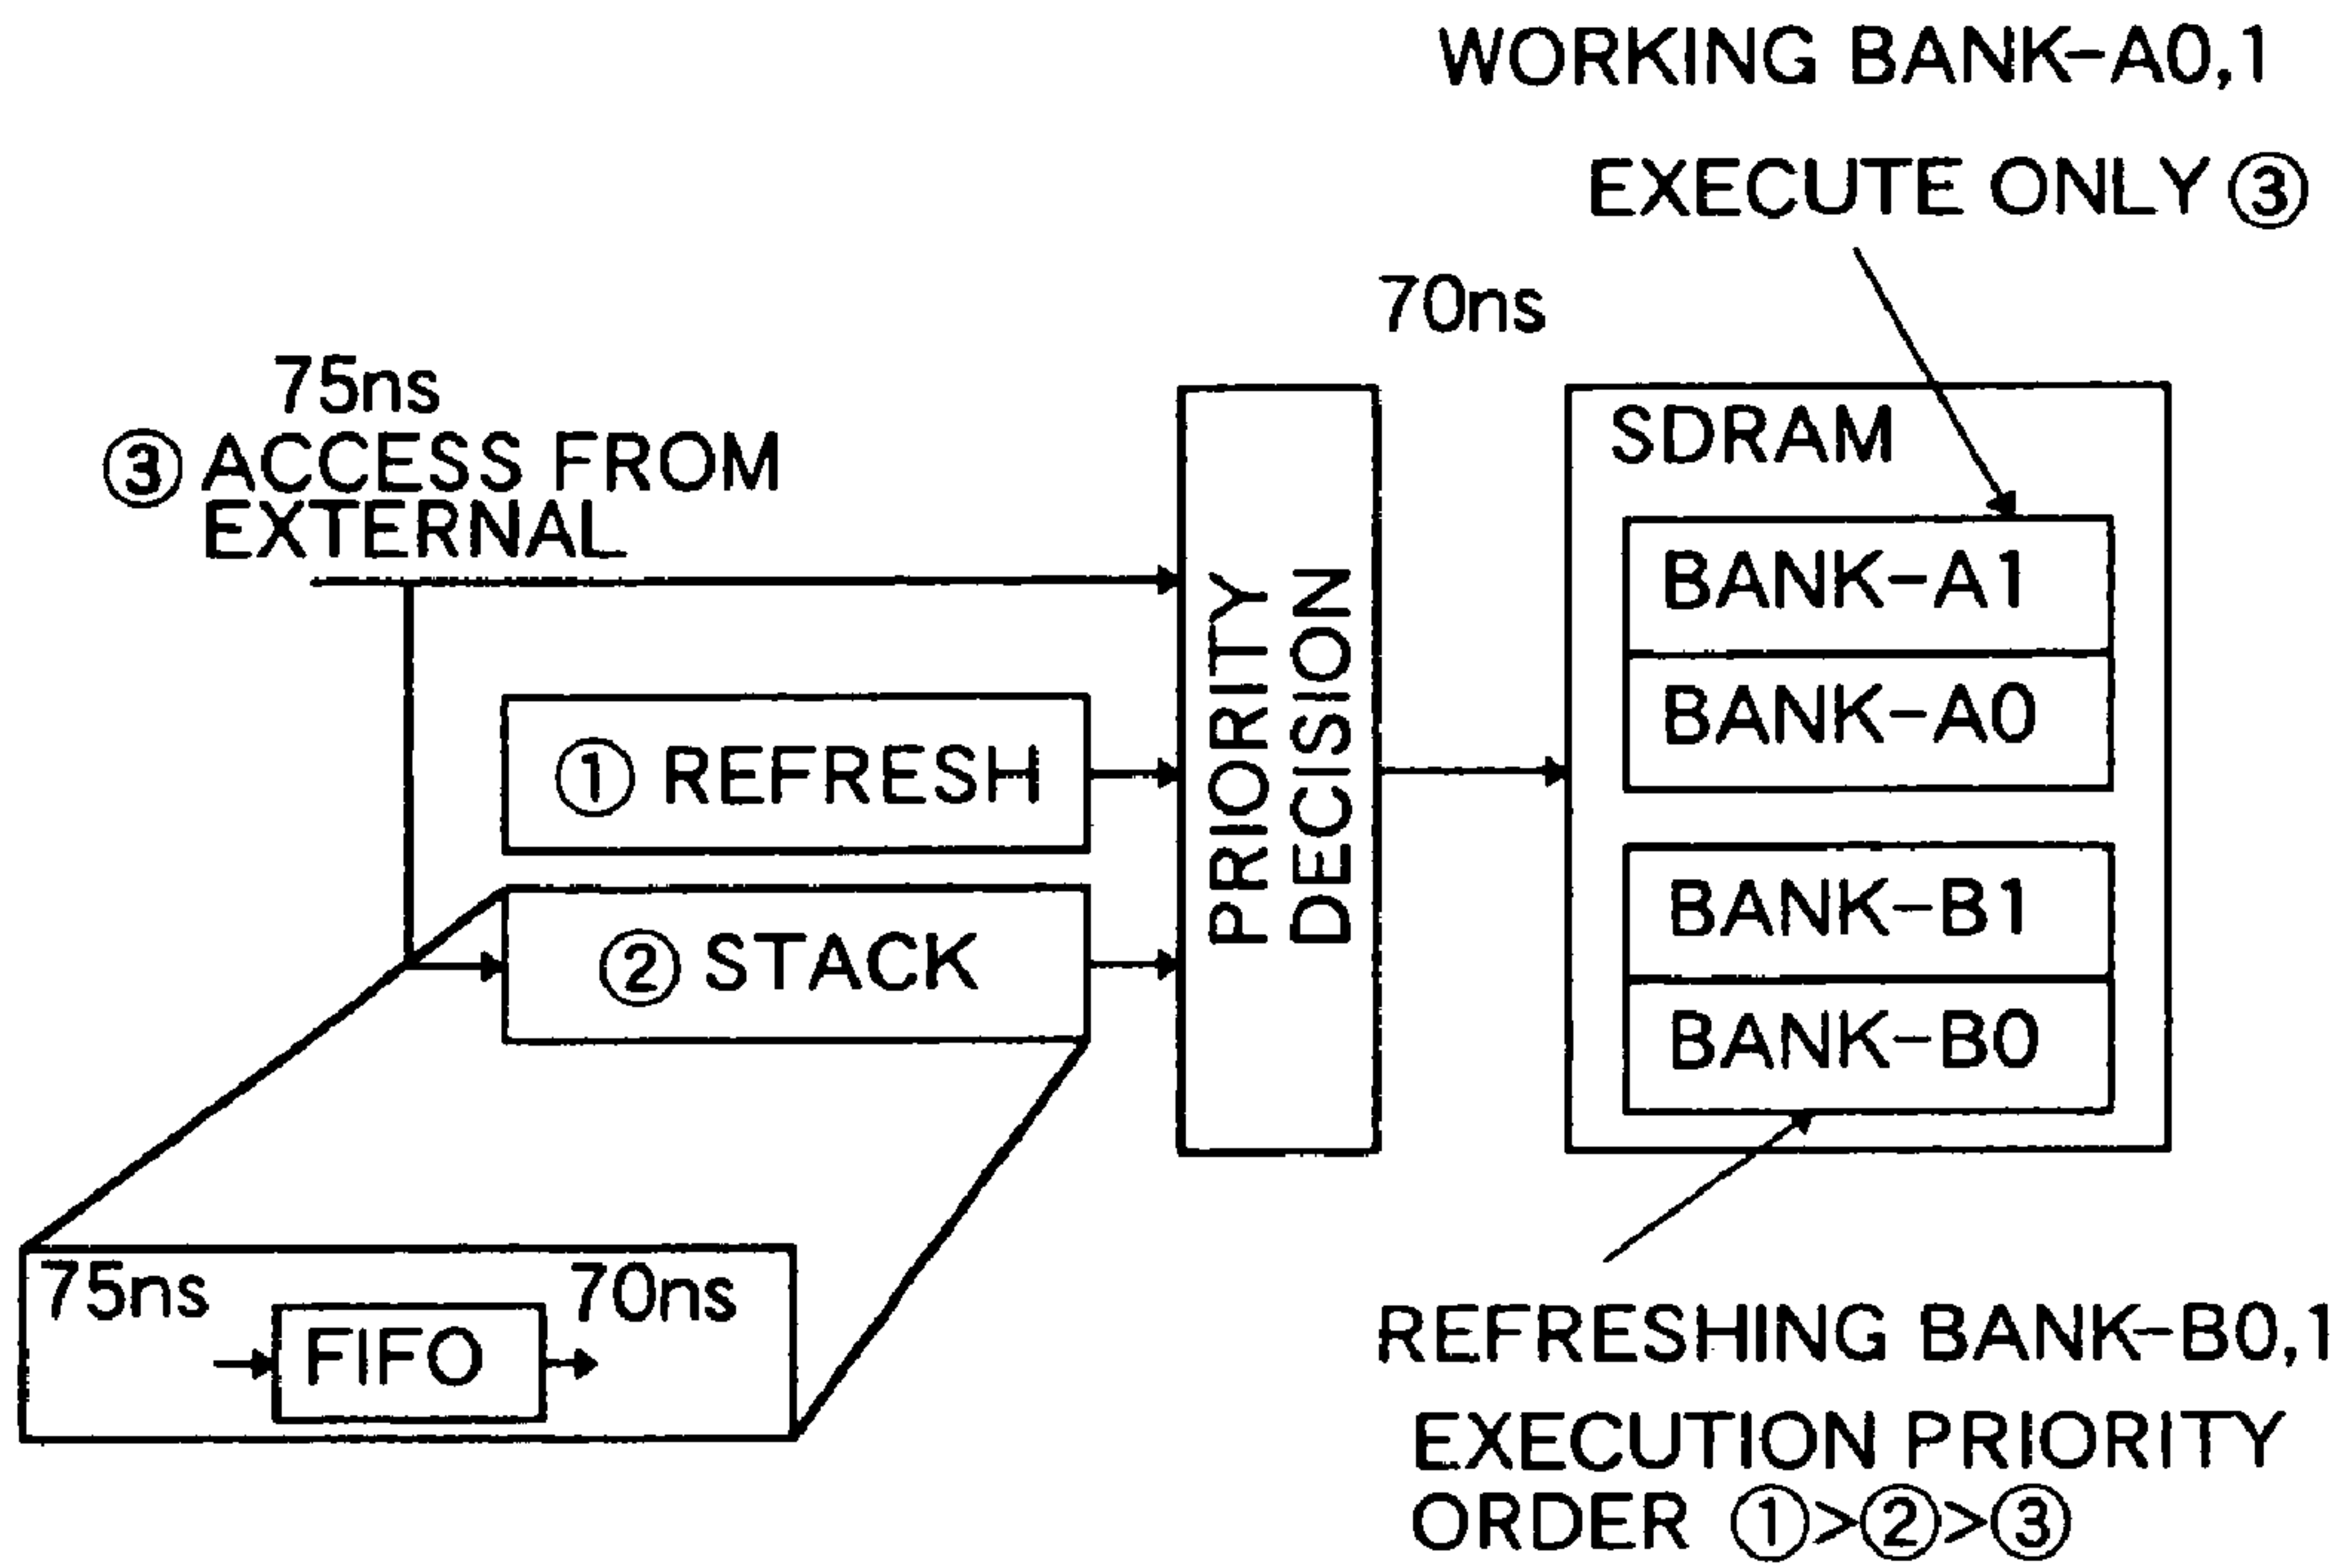 WORKING BANK-A0,1
EXECUTE ONLY ③
70ns
75ns
③ ACCESS FROM
EXTERNAL
SDRAM
BANK-A1
BANK-A0
① REFRESH
PRIORITY
DECISION
BANK-B1
② STACK
BANK-B0
75ns
70ns
FIFO
REFRESHING BANK-B0,1
EXECUTION PRIORITY
ORDER ①>②>③